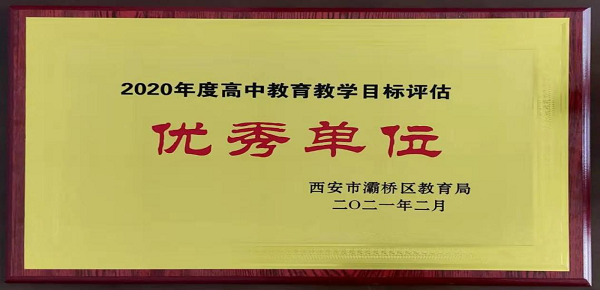 2020年度高中教育教学目标评估
优秀单位
西安市灞桥区教育局
二〇二一年二月